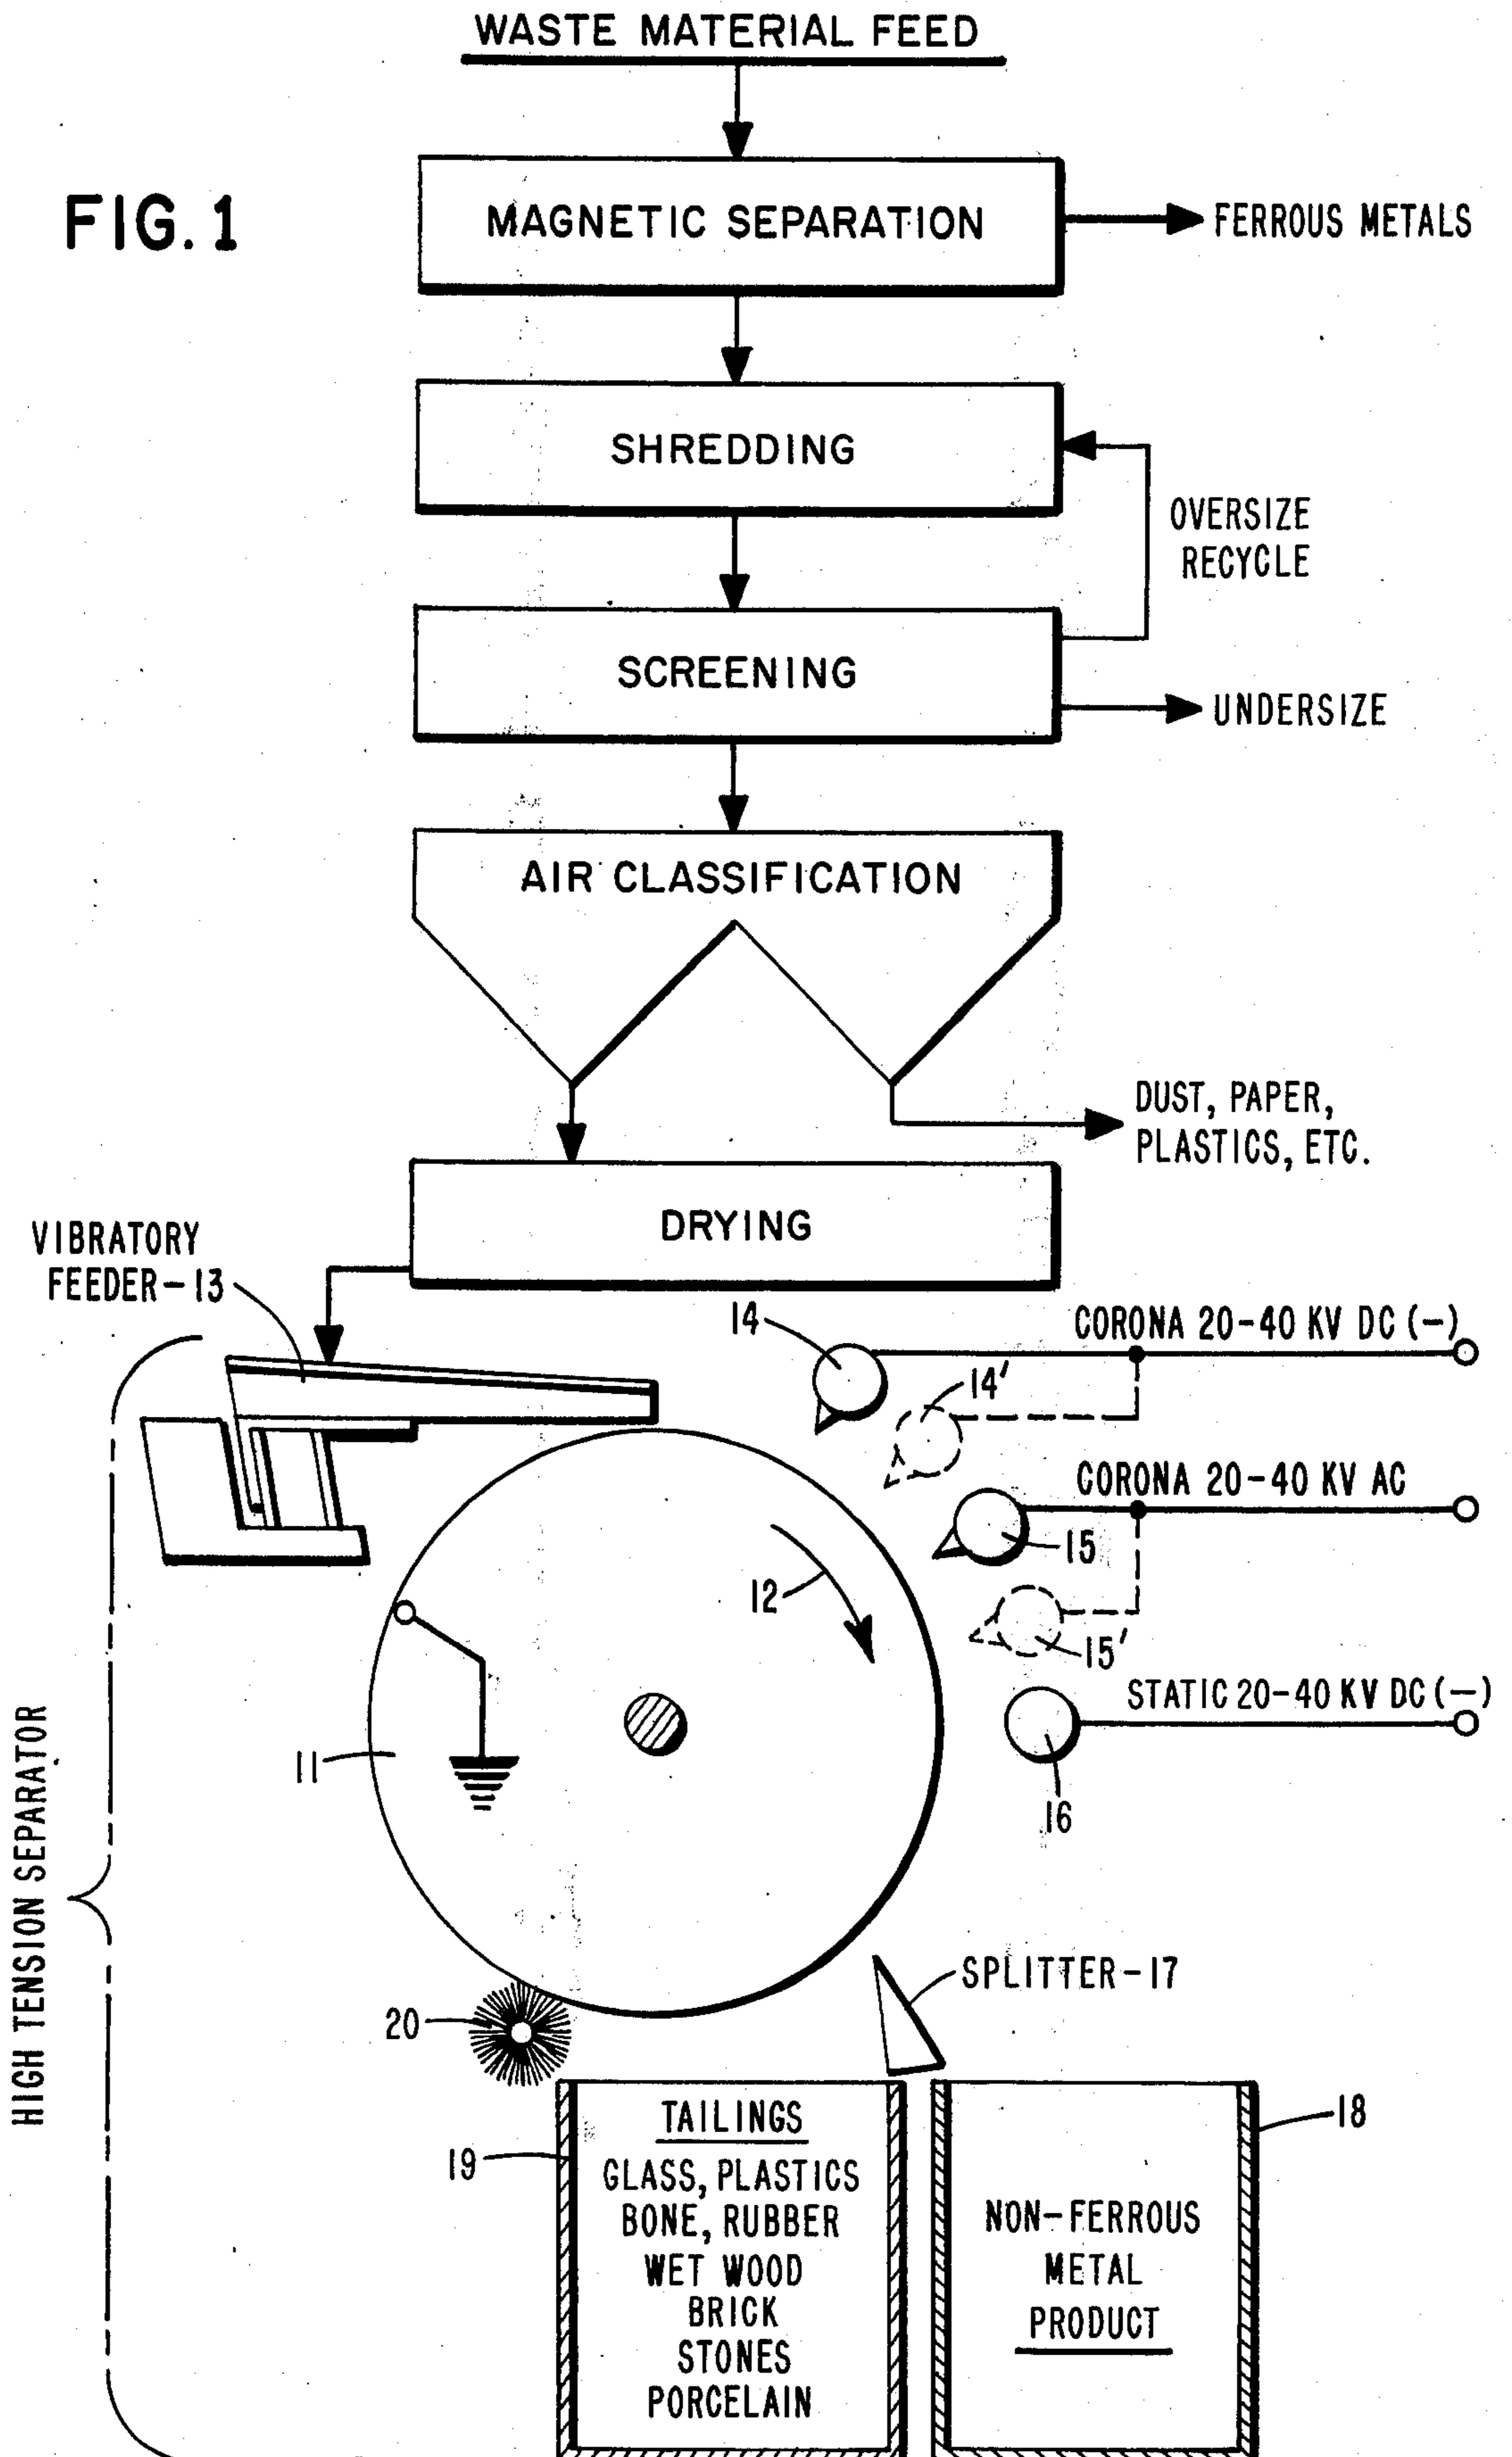 WASTE MATERIAL FEED
FIG. 1
MAGNETIC SEPARATION
FERROUS METALS
SHREDDING
OVERSIZE
RECYCLE
SCREENING
UNDERSIZE
AIR CLASSIFICATION
DUST, PAPER,
PLASTICS, ETC.
DRYING
VIBRATORY
FEEDER-13
14
CORONA 20-40 KV DC (-)
14'
CORONA 20-40 KV AC
15
12
15'
STATIC 20-40 KV DC (-)
11
16
HIGH TENSION SEPARATOR
SPLITTER-17
20
TAILINGS
18
19
GLASS, PLASTICS
BONE, RUBBER
WET WOOD
BRICK
STONES
PORCELAIN
NON-FERROUS
METAL
PRODUCT